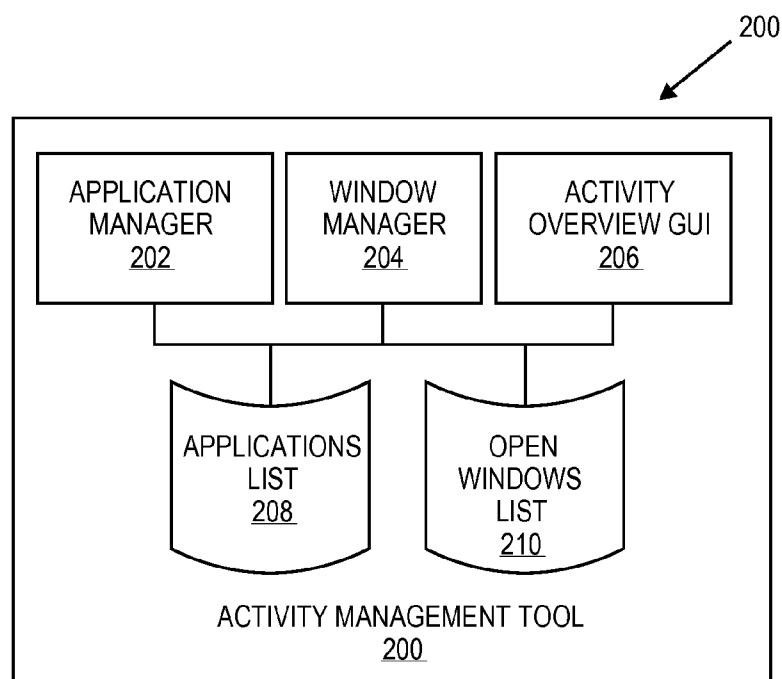 200
APPLICATION
MANAGER
202
WINDOW
MANAGER
204
ACTIVITY
OVERVIEW GUI
206
APPLICATIONS
LIST
208
OPEN
WINDOWS
LIST
210
ACTIVITY MANAGEMENT TOOL
200